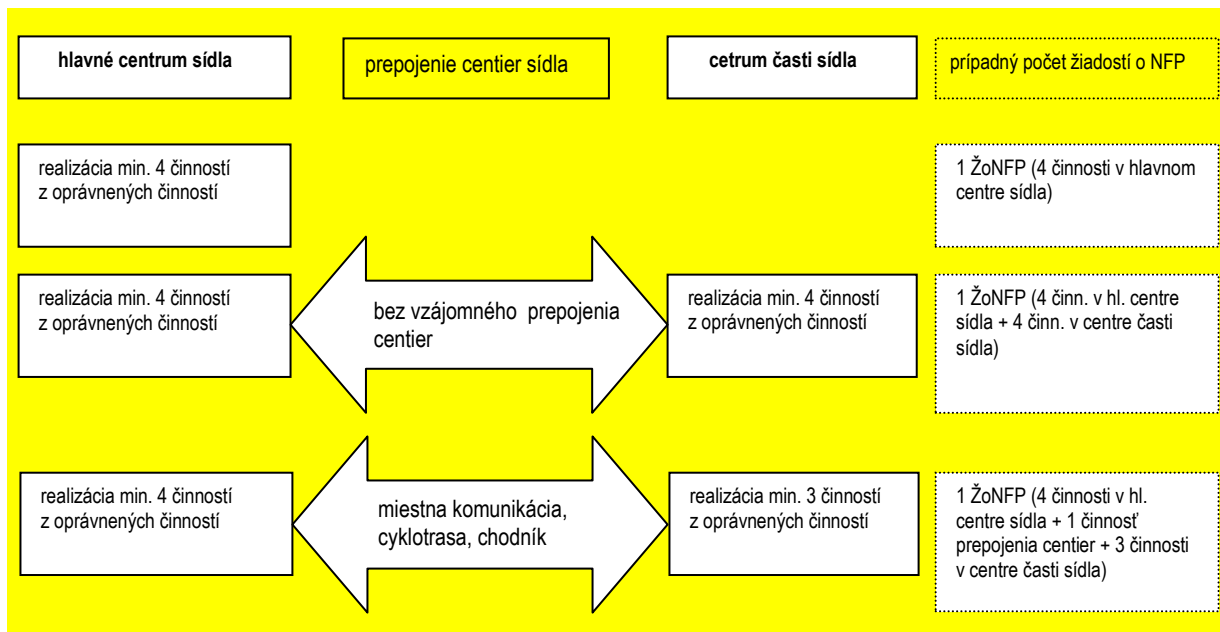 hlavné centrum sídla
prepojenie centier sídla
cetrum časti sídla
prípadný počet žiadostí o NFP
realizácia min. 4 činností
z oprávnených činností
1 ŽoNFP (4 činnosti v hlavnom
centre sídla)
realizácia min. 4 činností
z oprávnených činností
bez vzájomného prepojenia
centier
realizácia min. 4 činností
z oprávnených činností
1 ŽoNFP (4 činn. v hl. centre
sídla + 4 činn. v centre časti
sídla)
realizácia min. 4 činností
z oprávnených činností
miestna komunikácia,
cyklotrasa, chodník
realizácia min. 3 činností
z oprávnených činností
1 ŽoNFP (4 činnosti v hl.
centre sídla + 1 činnosť
prepojenia centier + 3 činnosti
v centre časti sídla)